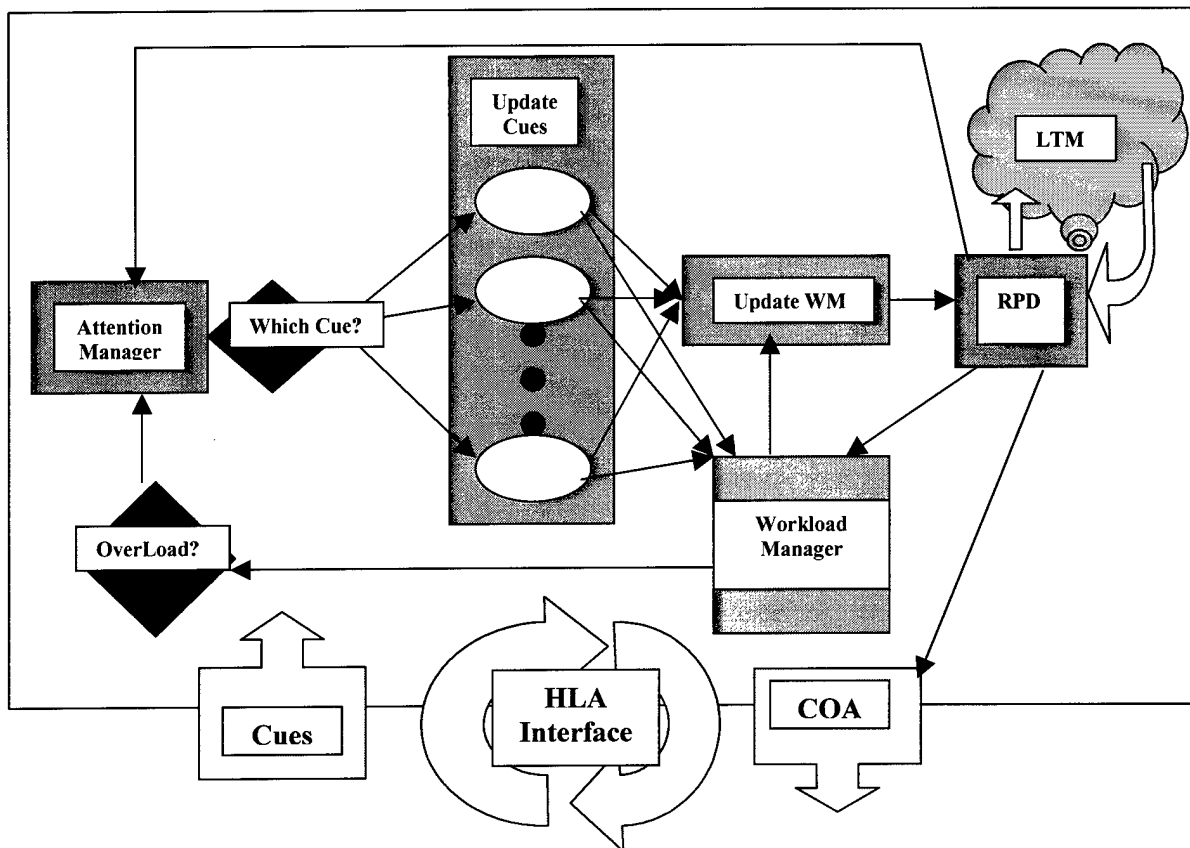 Update
Cues
LTM
Attention
Manager
Which Cue?
Update WM
RPD
OverLoad?
Workload
Manager
Cues
HLA
Interface
COA